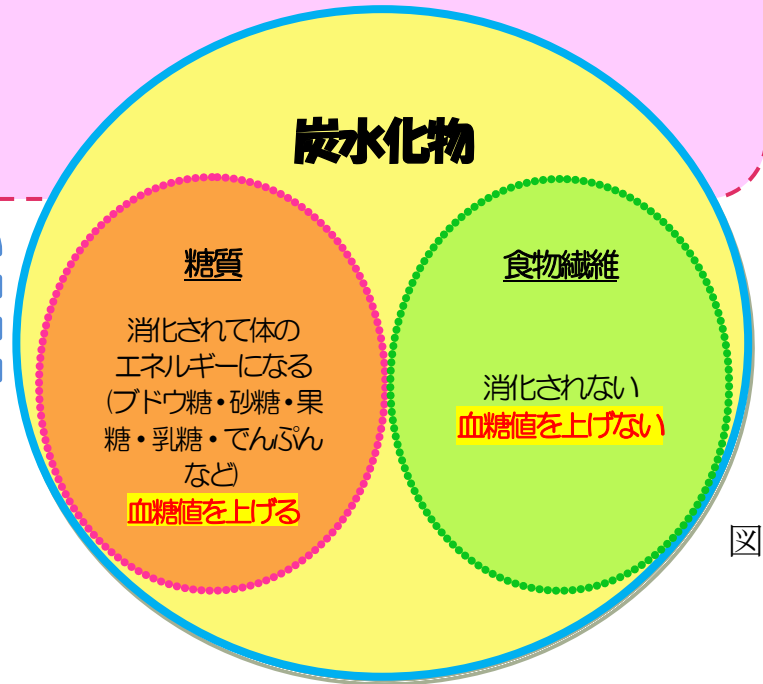 炭水化物
糖質
消化されて体の
エネルギーになる
(ブドウ糖・砂糖・果
糖・乳糖・でんぷん
など)
血糖値を上げる
食物繊維
消化されない
血糖値を上げない
図